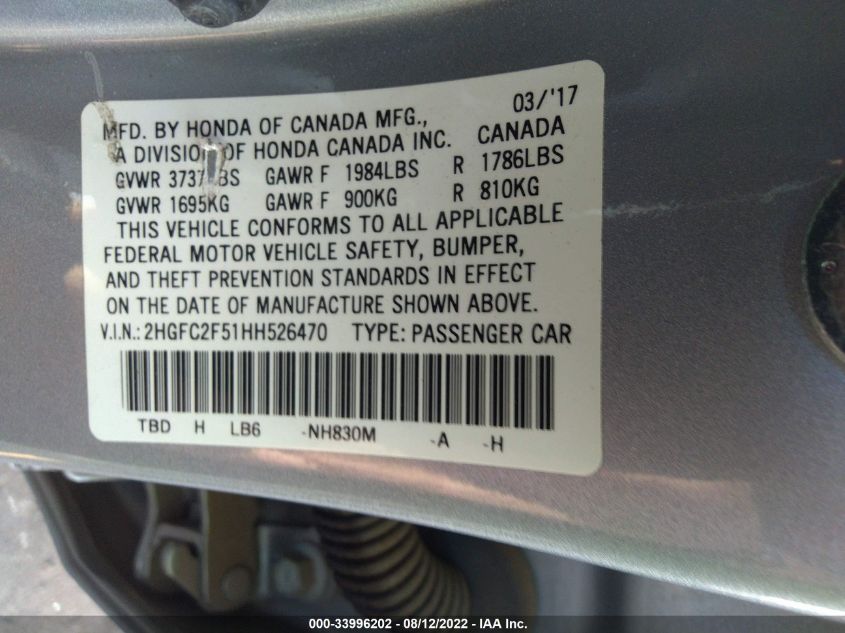 03/'17
MFD. BY HONDA OF CANADA MFG.,
A DIVISION OF HONDA CANADA INC. CANADA
GVWR 3737LBS GAWR F 1984LBS R 1786LBS
GVWR 1695KG GAWR F 900KG R 810KG
THIS VEHICLE CONFORMS TO ALL APPLICABLE
FEDERAL MOTOR VEHICLE SAFETY, BUMPER,
AND THEFT PREVENTION STANDARDS IN EFFECT
ON THE DATE OF MANUFACTURE SHOWN ABOVE.
V.I.N.: 2HGFC2F51HH526470 TYPE: PASSENGER CAR
TBD H LB6 -NH830M -A -H
000-33996202 - 08/12/2022 - IAA Inc.